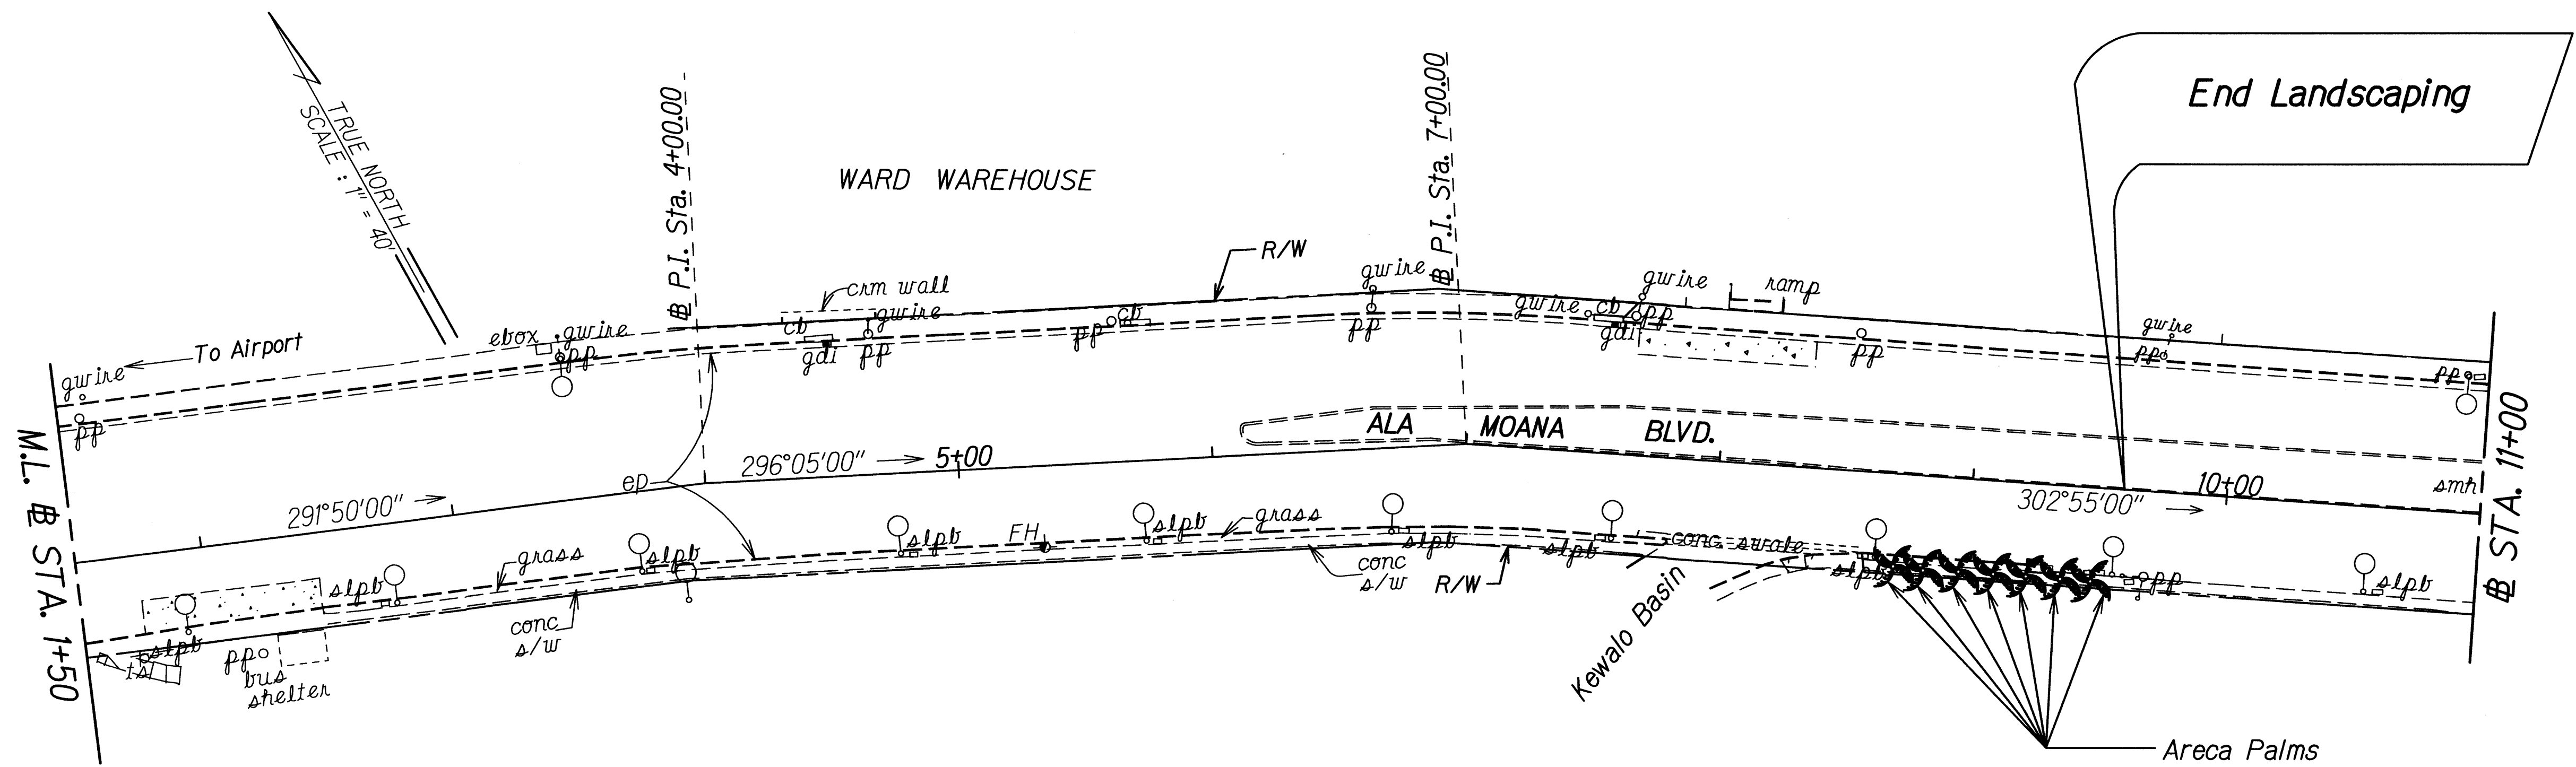 TRUE NORTH
SCALE : 1" = 40'
WARD WAREHOUSE
End Landscaping
℄ P.I. Sta. 4+00.00
℄ P.I. Sta. 7+00.00
R/W
crm wall
gwire
cb
gwire
gwire
ramp
gwire
cb
gwire
cb
pp
gwire
ebox
gwire
pp
gdi
pp
pp
pp
gdi
pp
pp
pp
To Airport
gwire
pp
ALA MOANA BLVD.
M.L. ℄ STA. 1+50
℄ STA. 11+00
291°50'00"
296°05'00"
5+00
302°55'00"
10+00
smh
ep
grass
FH
grass
slpb
slpb
slpb
slpb
slpb
slpb
slpb
slpb
slpb
conc. swale
conc
s/w
conc
s/w
R/W
pp
ts
pp
bus
shelter
Kewalo Basin
Areca Palms